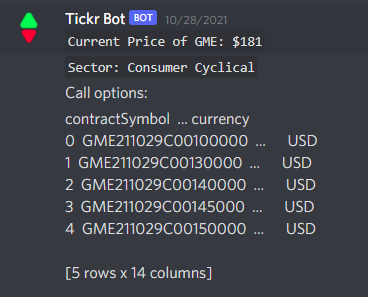 Tickr Bot BOT 10/28/2021
Current Price of GME: $181
Sector: Consumer Cyclical
Call options:
contractSymbol ... currency
0 GME211029C00100000 ... USD
1 GME211029C00130000 ... USD
2 GME211029C00140000 ... USD
3 GME211029C00145000 ... USD
4 GME211029C00150000 ... USD
[5 rows x 14 columns]